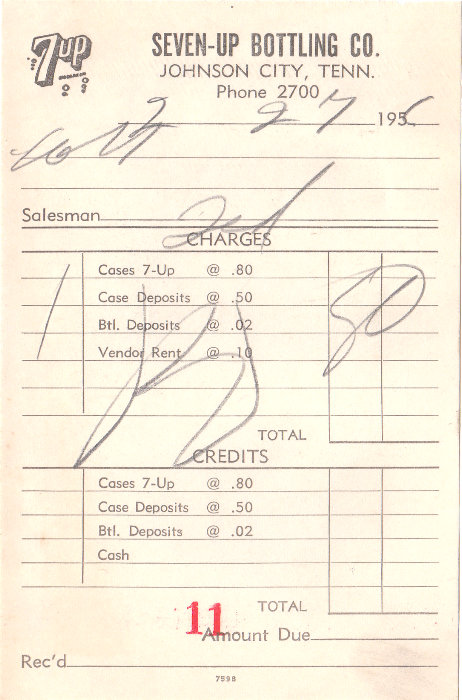 7up
SEVEN-UP BOTTLING CO.
JOHNSON CITY, TENN.
Phone 2700
2 7 195
Salesman
CHARGES
1 Cases 7-Up @ .80 80
Case Deposits @ .50
Btl. Deposits @ .02
Vendor Rent @ .10
TOTAL
CREDITS
Cases 7-Up @ .80
Case Deposits @ .50
Btl. Deposits @ .02
Cash
TOTAL
11
Amount Due
Rec'd
7598